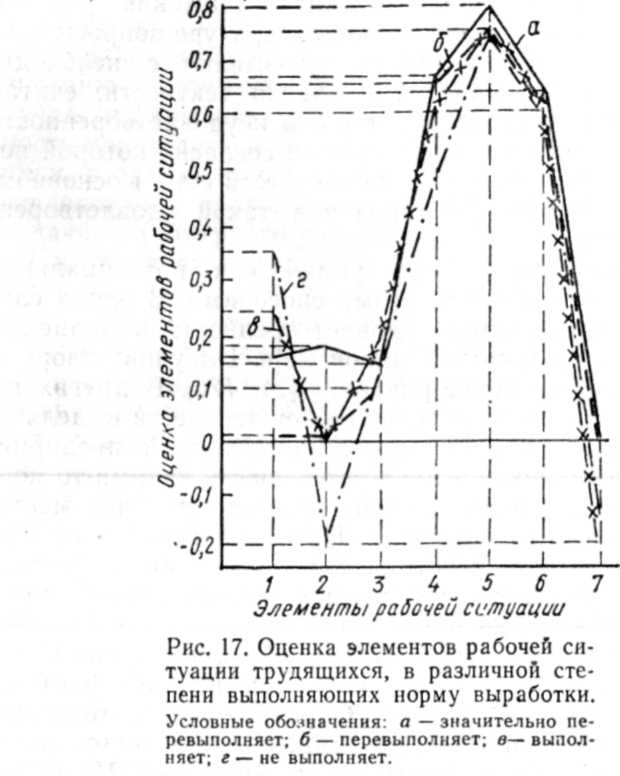 0,8
0,7
0,6
0,5
0,4
0,3
0,2
0,1
0
-0,1
-0,2
Оценка элементов рабочей ситуации
а
б
в
г
1 2 3 4 5 6 7
Элементы рабочей ситуации
Рис. 17. Оценка элементов рабочей си-
туации трудящихся, в различной сте-
пени выполняющих норму выработки.
Условные обозначения: а — значительно пе-
ревыполняет; б — перевыполняет; в— выпол-
няет; г — не выполняет.